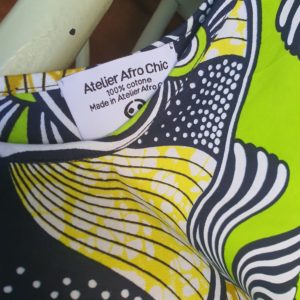 Atelier Afro Chic
100% cotone
Made in Atelier Afro